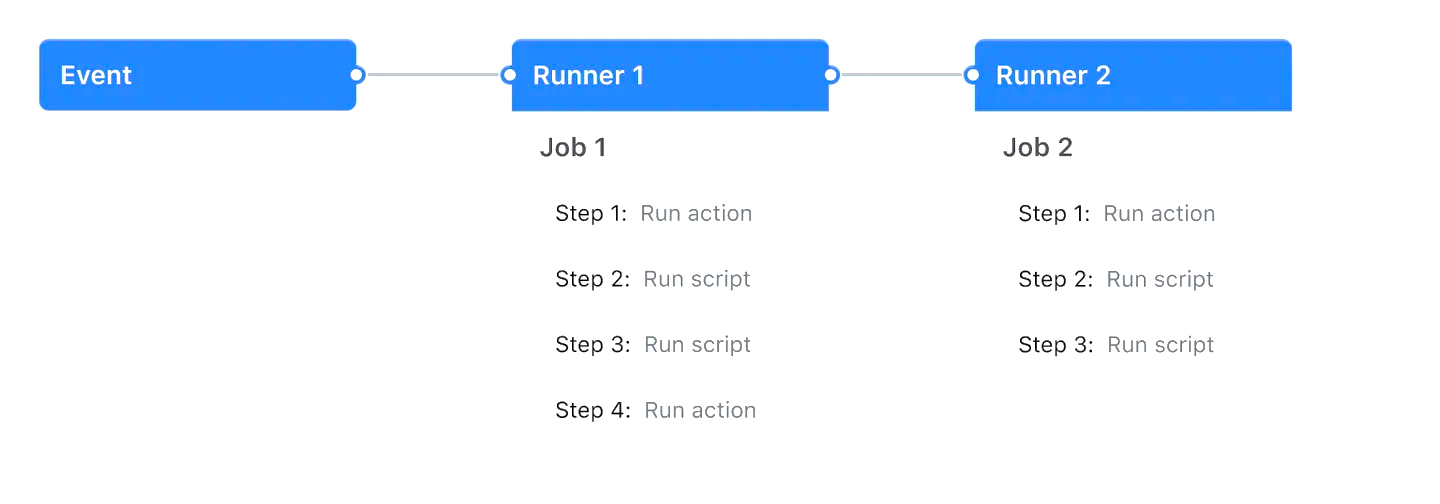 Event
Runner 1
Job 1
Step 1: Run action
Step 2: Run script
Step 3: Run script
Step 4: Run action
Runner 2
Job 2
Step 1: Run action
Step 2: Run script
Step 3: Run script